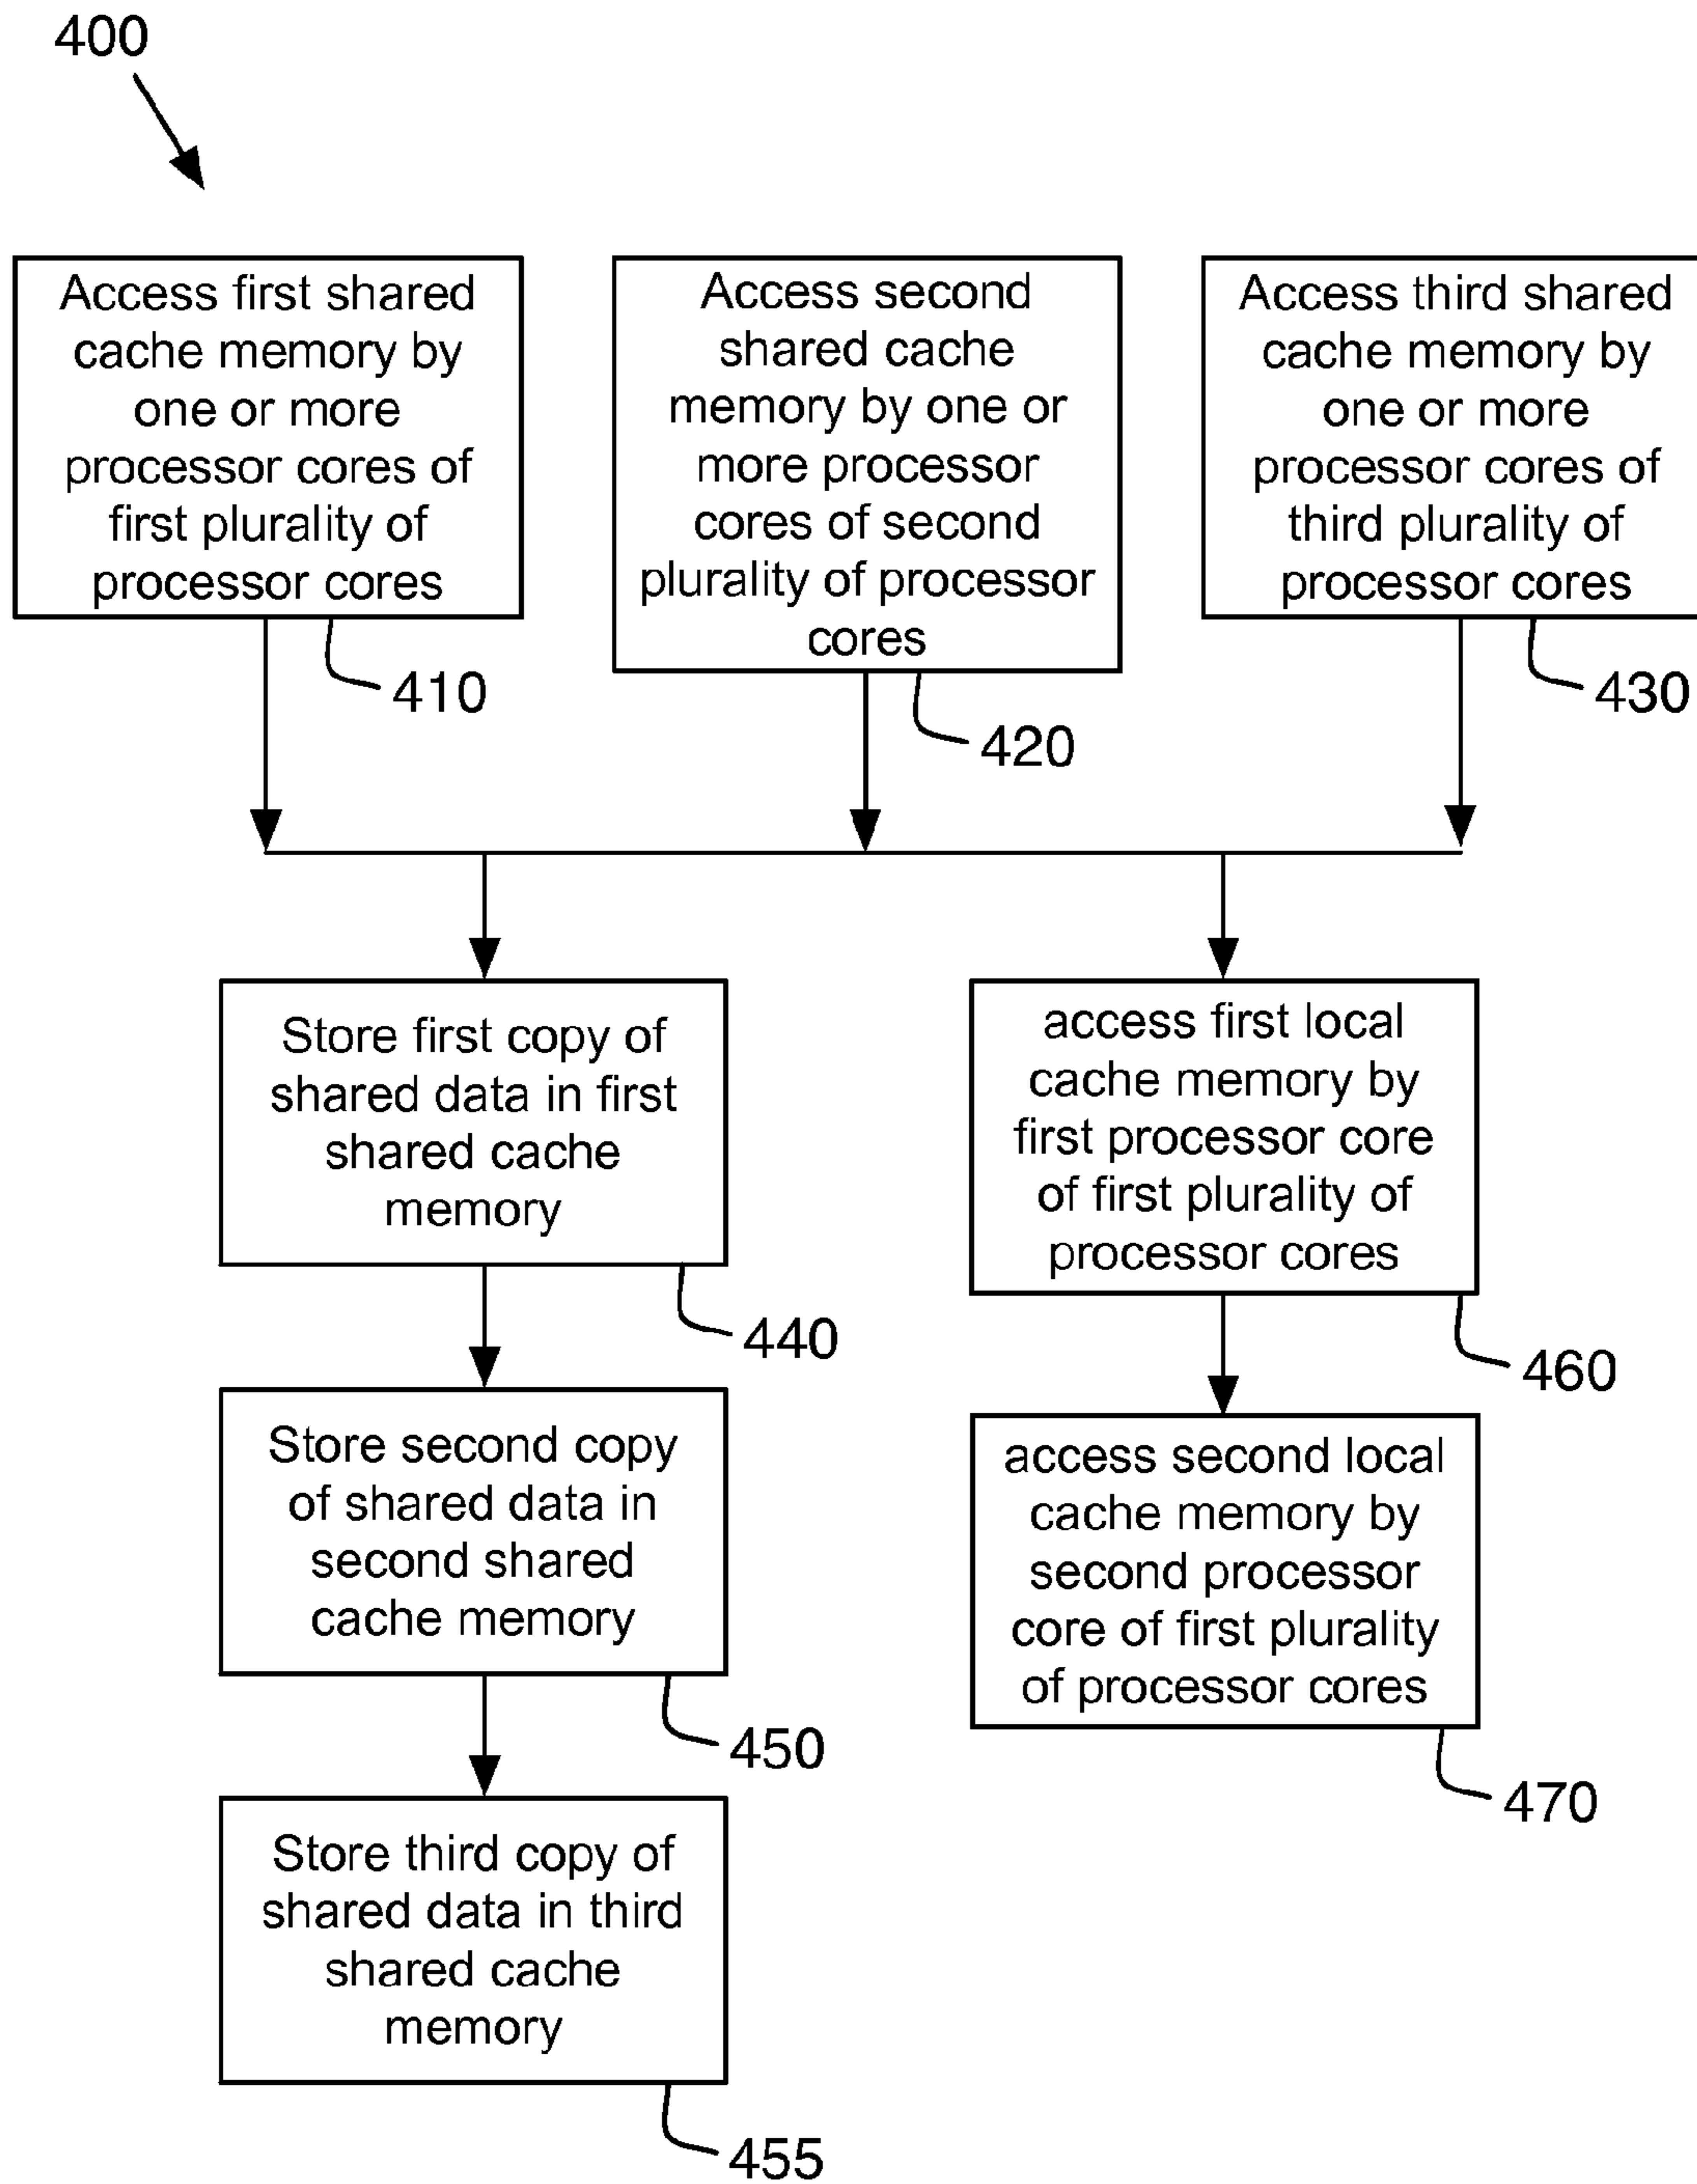 400
Access first shared
cache memory by
one or more
processor cores of
first plurality of
processor cores
410
Access second
shared cache
memory by one or
more processor
cores of second
plurality of processor
cores
420
Access third shared
cache memory by
one or more
processor cores of
third plurality of
processor cores
430
Store first copy of
shared data in first
shared cache
memory
440
Store second copy
of shared data in
second shared
cache memory
450
Store third copy of
shared data in third
shared cache
memory
455
access first local
cache memory by
first processor core
of first plurality of
processor cores
460
access second local
cache memory by
second processor
core of first plurality
of processor cores
470